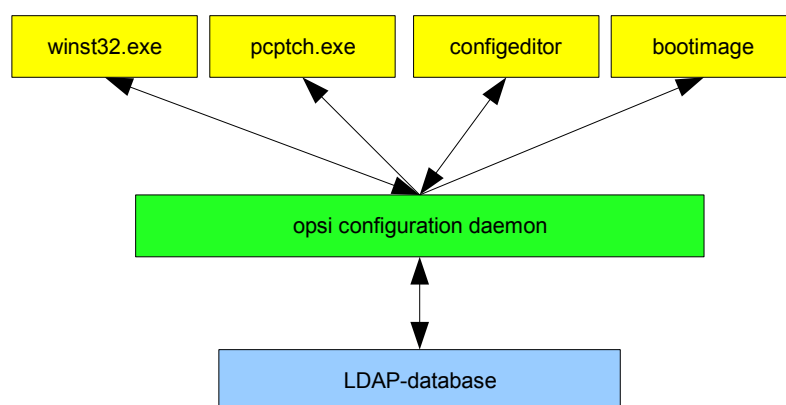 winst32.exe
pcptch.exe
configeditor
bootimage
opsi configuration daemon
LDAP-database